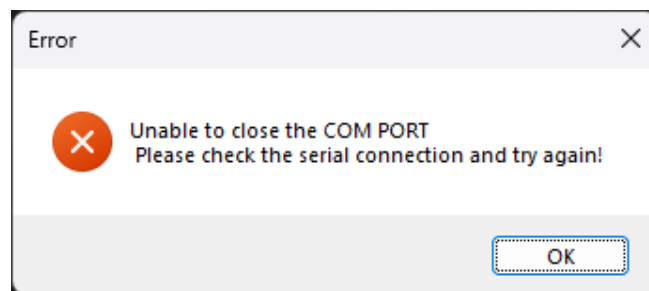 Error
Unable to close the COM PORT
Please check the serial connection and try again!
OK